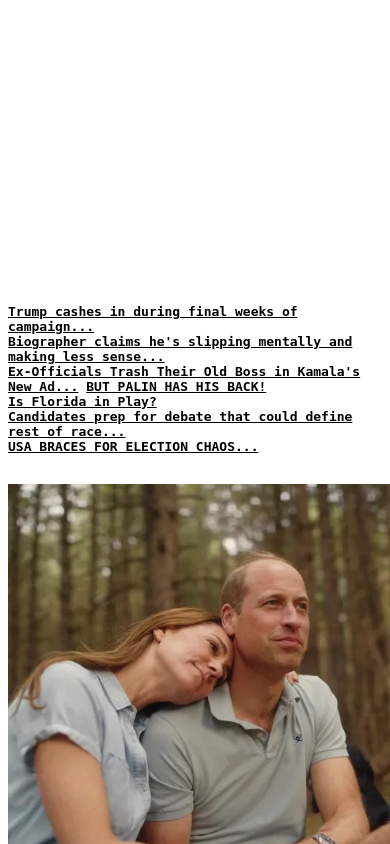 Trump cashes in during final weeks of
campaign...
Biographer claims he's slipping mentally and
making less sense...
Ex-Officials Trash Their Old Boss in Kamala's
New Ad... BUT PALIN HAS HIS BACK!
Is Florida in Play?
Candidates prep for debate that could define
rest of race...
USA BRACES FOR ELECTION CHAOS...